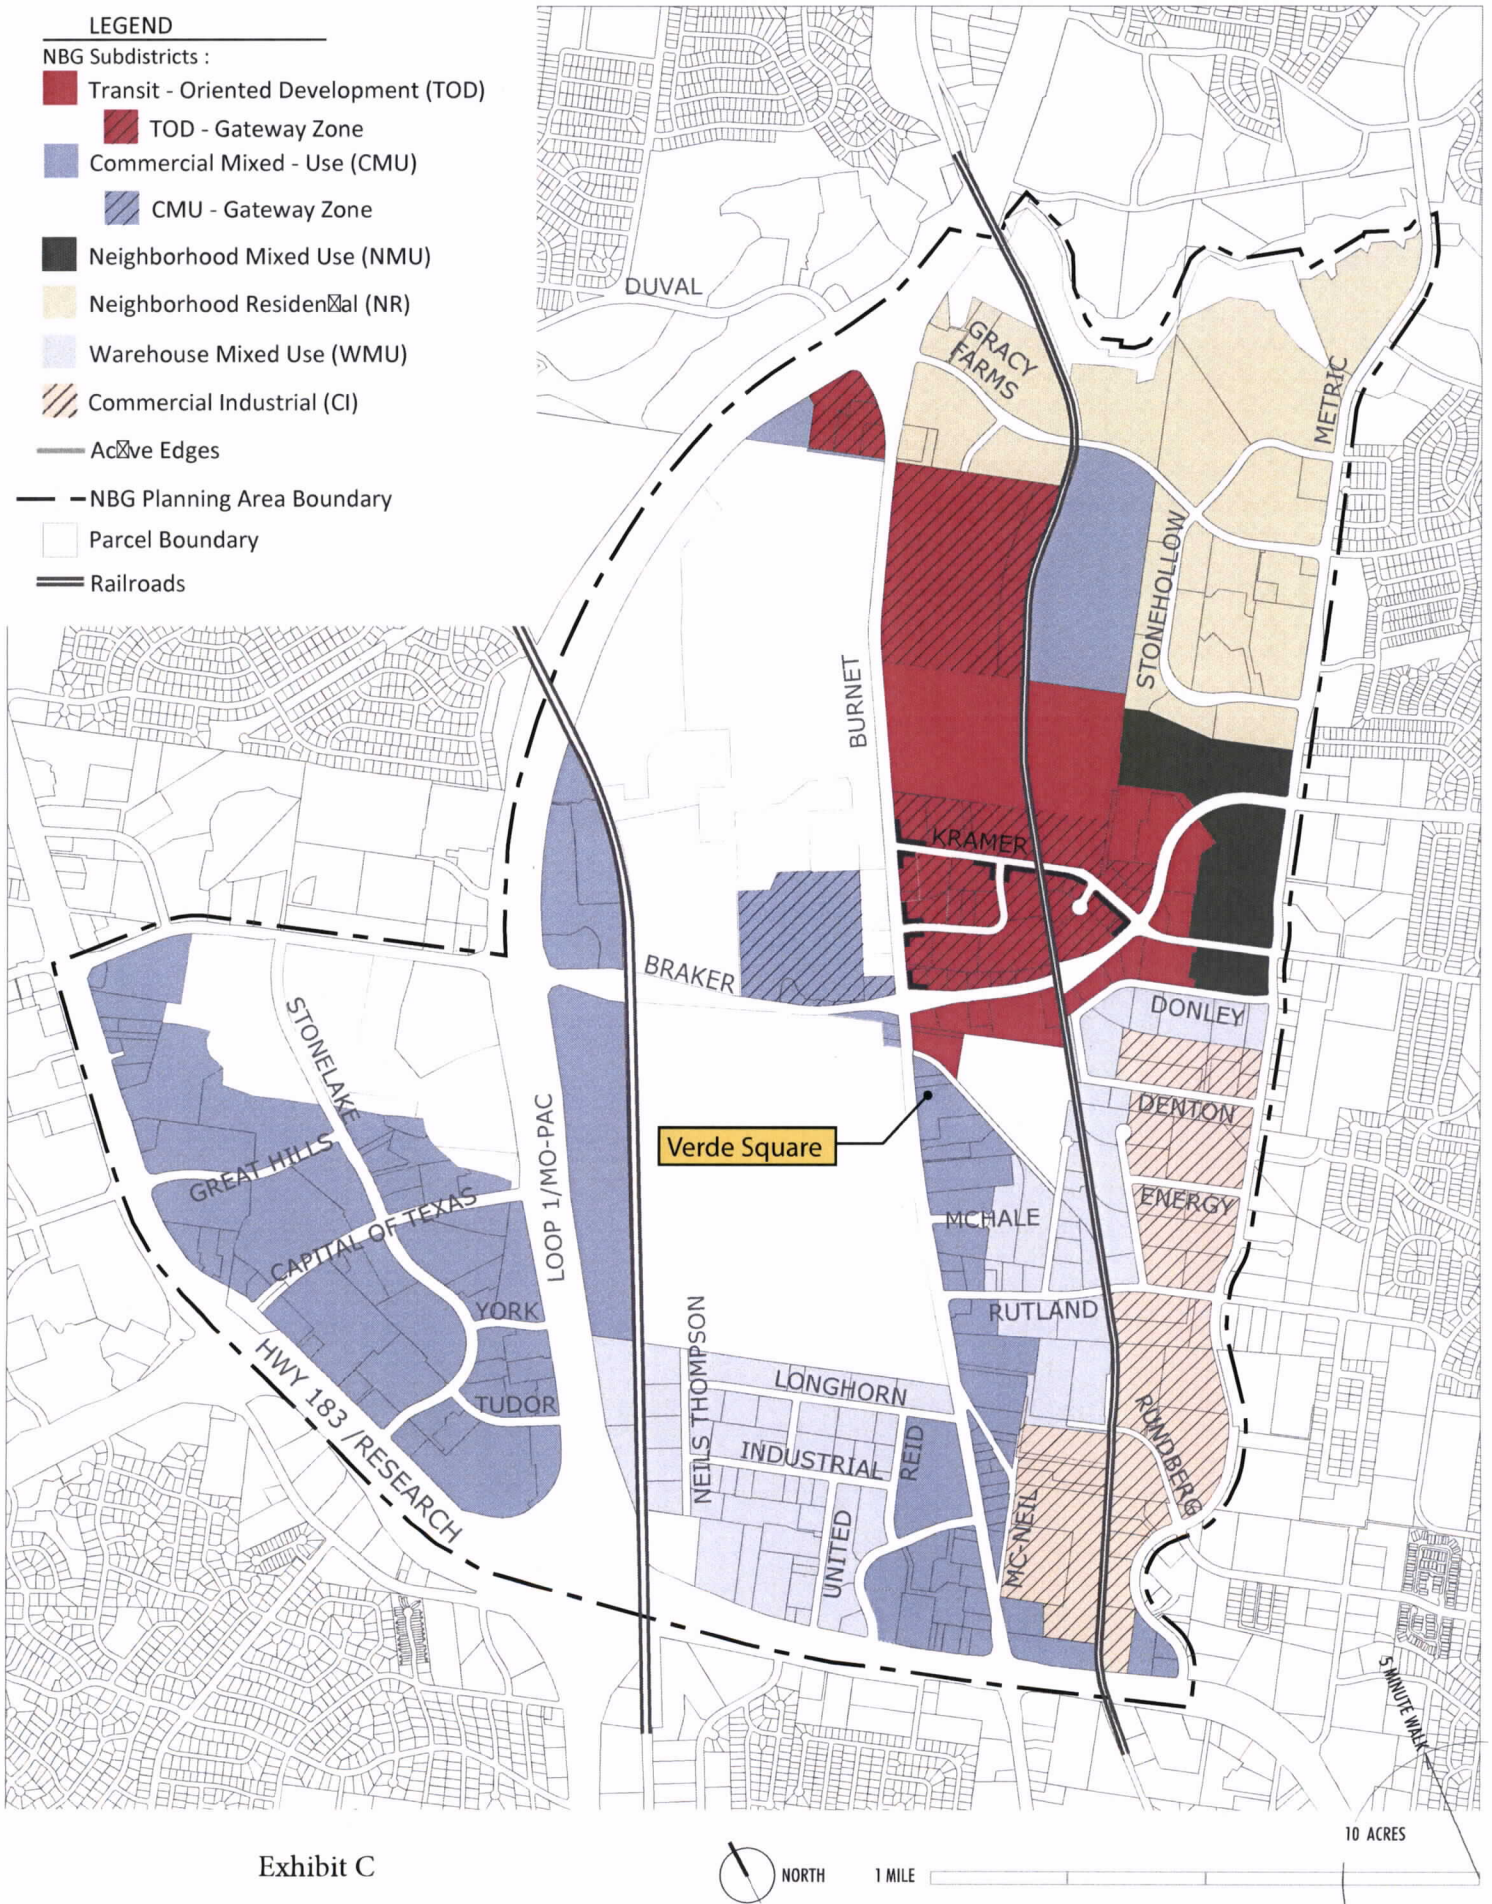 LEGEND
NBG Subdistricts :
Transit - Oriented Development (TOD)
TOD - Gateway Zone
Commercial Mixed - Use (CMU)
CMU - Gateway Zone
Neighborhood Mixed Use (NMU)
Neighborhood Residen☒al (NR)
Warehouse Mixed Use (WMU)
Commercial Industrial (CI)
Ac☒ve Edges
NBG Planning Area Boundary
Parcel Boundary
Railroads
DUVAL
GRACY
FARMS
METRIC
STONEHOLLOW
BURNET
KRAMER
BRAKER
DONLEY
STONELAKE
DENTON
LOOP 1/MO-PAC
Verde Square
GREAT HILLS
ENERGY
CAPITAL OF TEXAS
MCHALE
YORK
RUTLAND
HWY 183 /RESEARCH
NEILS THOMPSON
LONGHORN
TUDOR
RUNDBERG
INDUSTRIAL
REID
MC-NEIL
UNITED
5 MINUTE WALK
10 ACRES
Exhibit C
NORTH
1 MILE